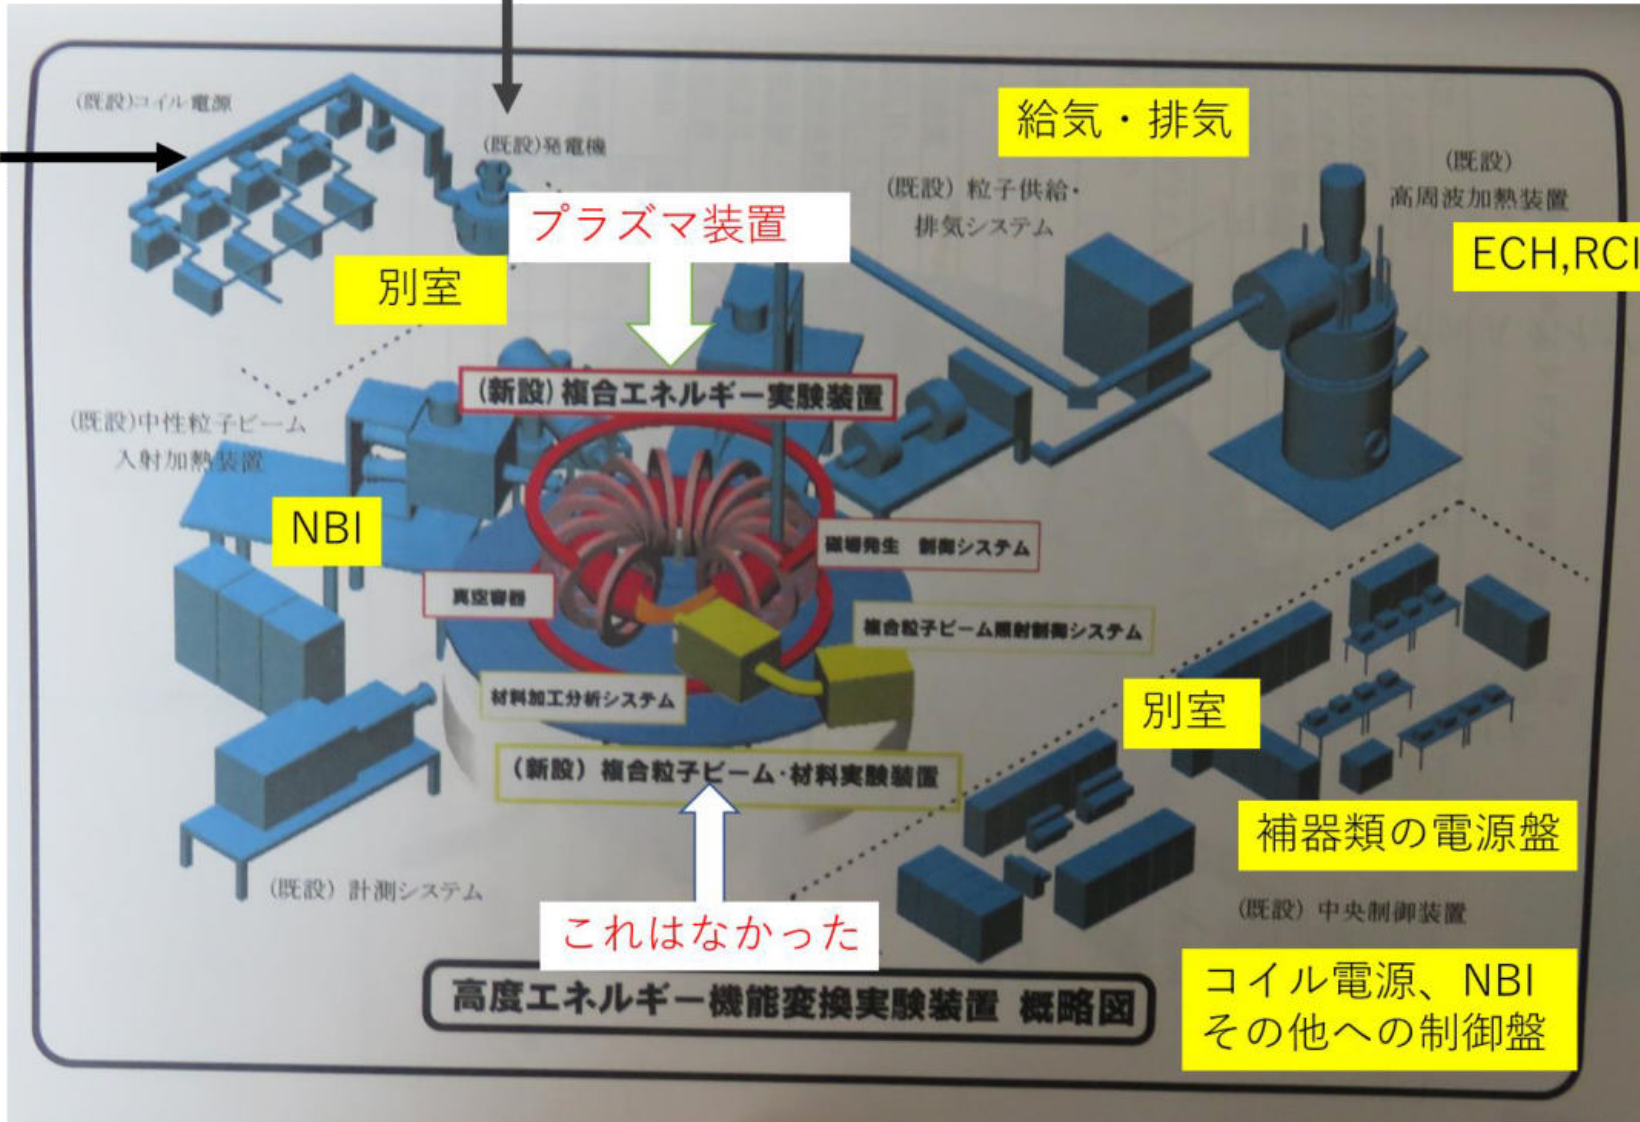 (既設)コイル電源
(既設)発電機
給気・排気
(既設)粒子供給・
排気システム
(既設)
高周波加熱装置
ECH,RCI
プラズマ装置
別室
(新設)複合エネルギー実験装置
(既設)中性粒子ビーム
入射加熱装置
NBI
磁場発生 制御システム
真空容器
複合粒子ビーム照射制御システム
材料加工分析システム
別室
(新設)複合粒子ビーム・材料実験装置
補器類の電源盤
(既設)計測システム
これはなかった
(既設)中央制御装置
コイル電源、NBI
その他への制御盤
高度エネルギー機能変換実験装置 概略図